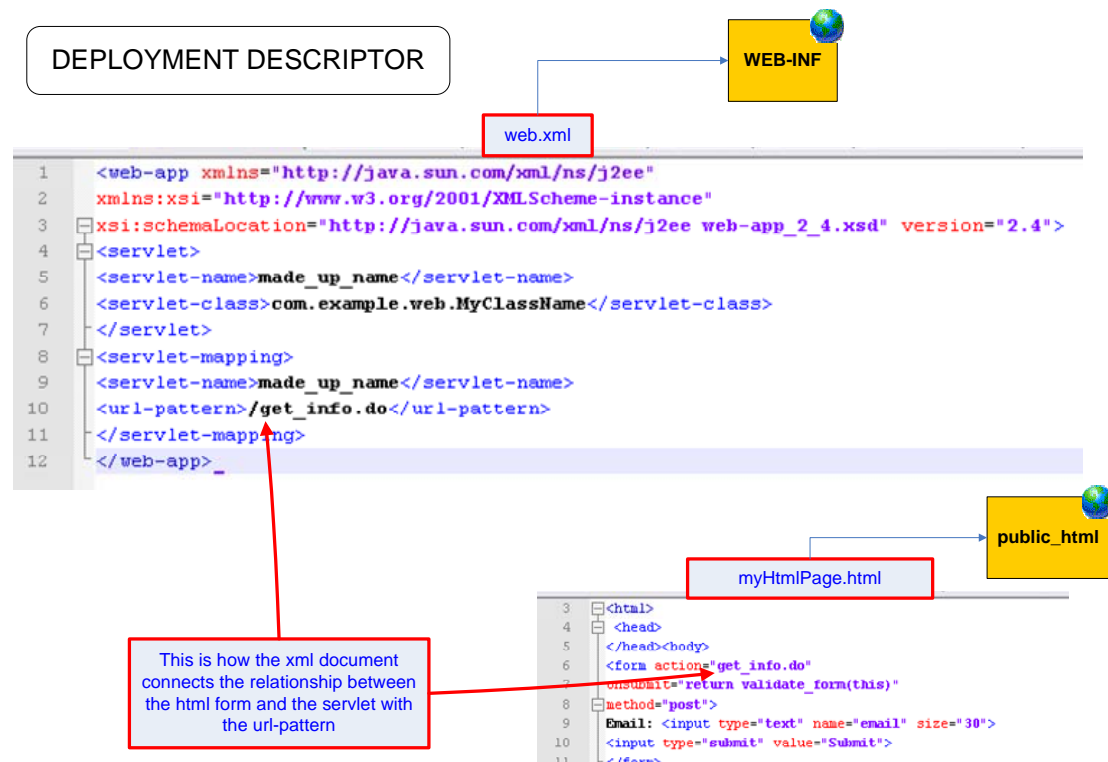 DEPLOYMENT DESCRIPTOR
WEB-INF
web.xml
1 <web-app xmlns="http://java.sun.com/xml/ns/j2ee"
2 xmlns:xsi="http://www.w3.org/2001/XMLScheme-instance"
3 xsi:schemaLocation="http://java.sun.com/xml/ns/j2ee web-app_2_4.xsd" version="2.4">
4 <servlet>
5 <servlet-name>made_up_name</servlet-name>
6 <servlet-class>com.example.web.MyClassName</servlet-class>
7 </servlet>
8 <servlet-mapping>
9 <servlet-name>made_up_name</servlet-name>
10 <url-pattern>/get_info.do</url-pattern>
11 </servlet-mapping>
12 </web-app>
public_html
myHtmlPage.html
3 <html>
4 <head>
5 </head><body>
6 <form action="get_info.do"
7 onsubmit="return validate_form(this)"
8 method="post">
9 Email: <input type="text" name="email" size="30">
10 <input type="submit" value="Submit">
11 </form>
This is how the xml document
connects the relationship between
the html form and the servlet with
the url-pattern